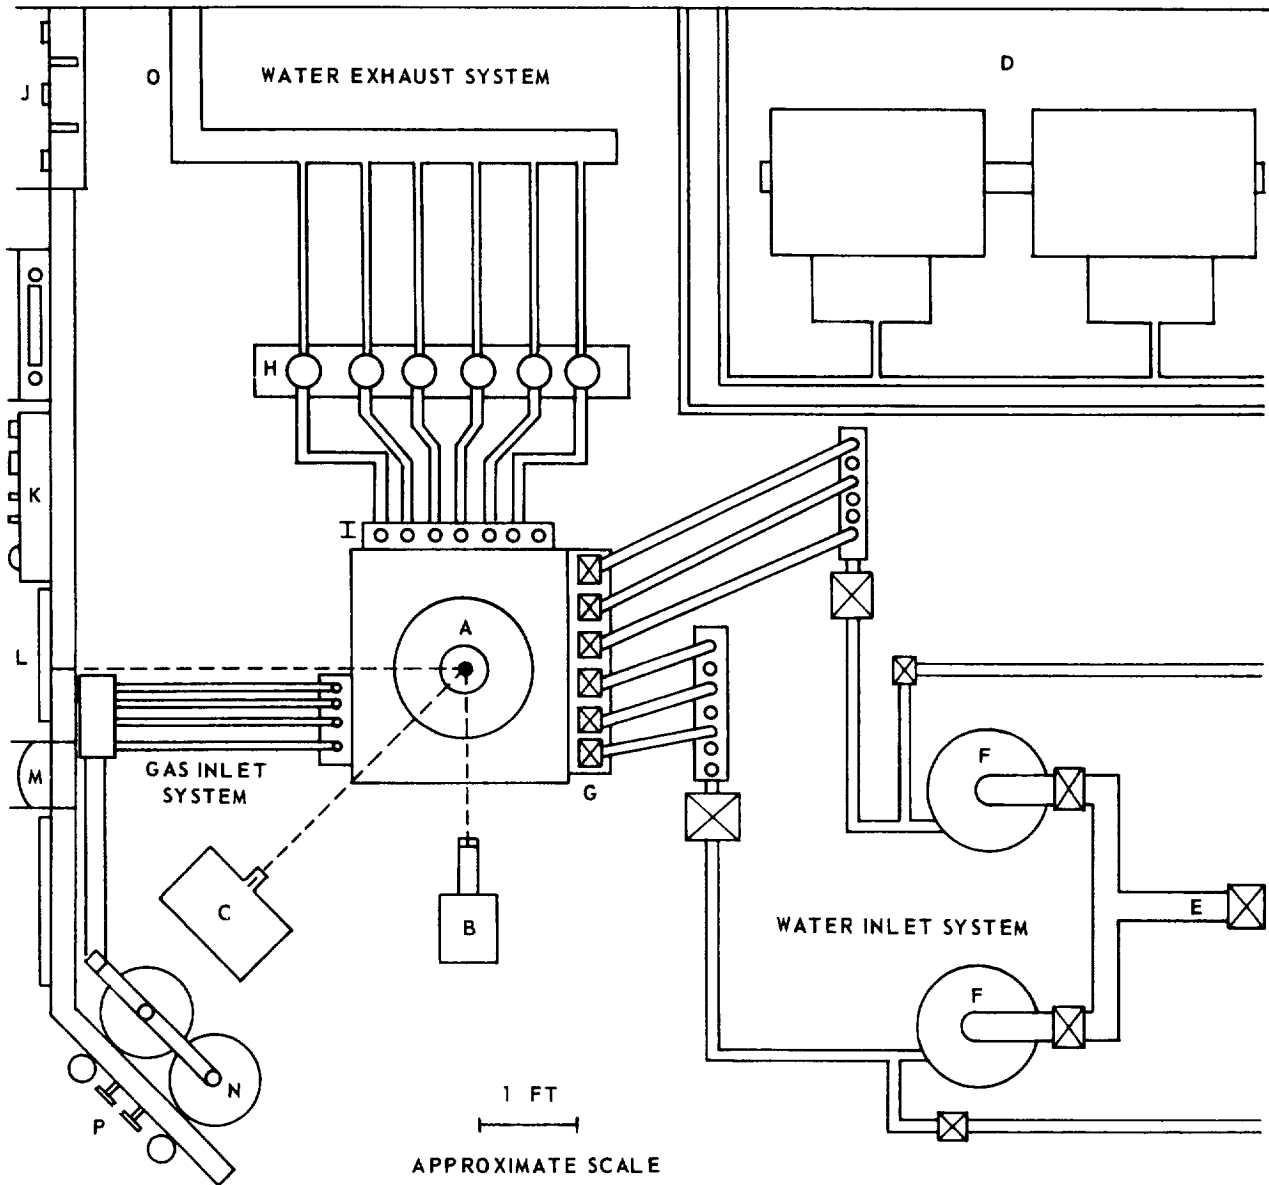 O
WATER EXHAUST SYSTEM
D
J
H
K
I
A
L
M
GAS INLET
SYSTEM
G
F
C
B
E
WATER INLET SYSTEM
F
N
P
1 FT
APPROXIMATE SCALE